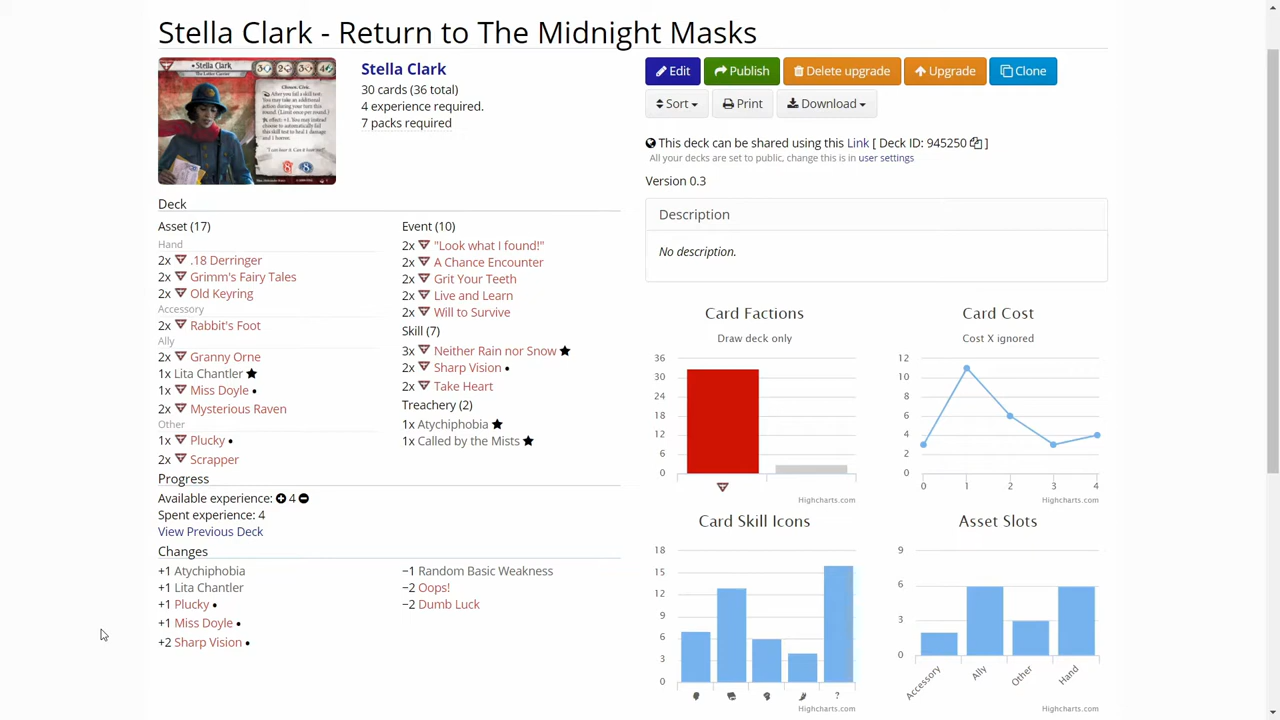 Stella Clark - Return to The Midnight Masks
Stella Clark
30 cards (36 total)
4 experience required.
7 packs required
Edit
Publish
Delete upgrade
Upgrade
Clone
Sort
Print
Download
This deck can be shared using this Link [ Deck ID: 945250 ]
All your decks are set to public, change this is in user settings
Version 0.3
Description
No description.
Deck
Asset (17)
Hand
2x .18 Derringer
2x Grimm's Fairy Tales
2x Old Keyring
Accessory
2x Rabbit's Foot
Ally
2x Granny Orne
1x Lita Chantler ★
1x Miss Doyle •
2x Mysterious Raven
Other
1x Plucky •
2x Scrapper
Event (10)
2x "Look what I found!"
2x A Chance Encounter
2x Grit Your Teeth
2x Live and Learn
2x Will to Survive
Skill (7)
3x Neither Rain nor Snow ★
2x Sharp Vision •
2x Take Heart
Treachery (2)
1x Atychiphobia ★
1x Called by the Mists ★
Progress
Available experience: 4
Spent experience: 4
View Previous Deck
Changes
+1 Atychiphobia
+1 Lita Chantler
+1 Plucky •
+1 Miss Doyle •
+2 Sharp Vision •
−1 Random Basic Weakness
−2 Oops!
−2 Dumb Luck
Card Factions
Draw deck only
36
30
24
18
12
6
0
Highcharts.com
Card Cost
Cost X ignored
12
10
8
6
4
2
0
0 1 2 3 4
Highcharts.com
Card Skill Icons
18
15
12
9
6
3
0
?
Highcharts.com
Asset Slots
9
6
3
0
Accessory
Ally
Other
Hand
Highcharts.com